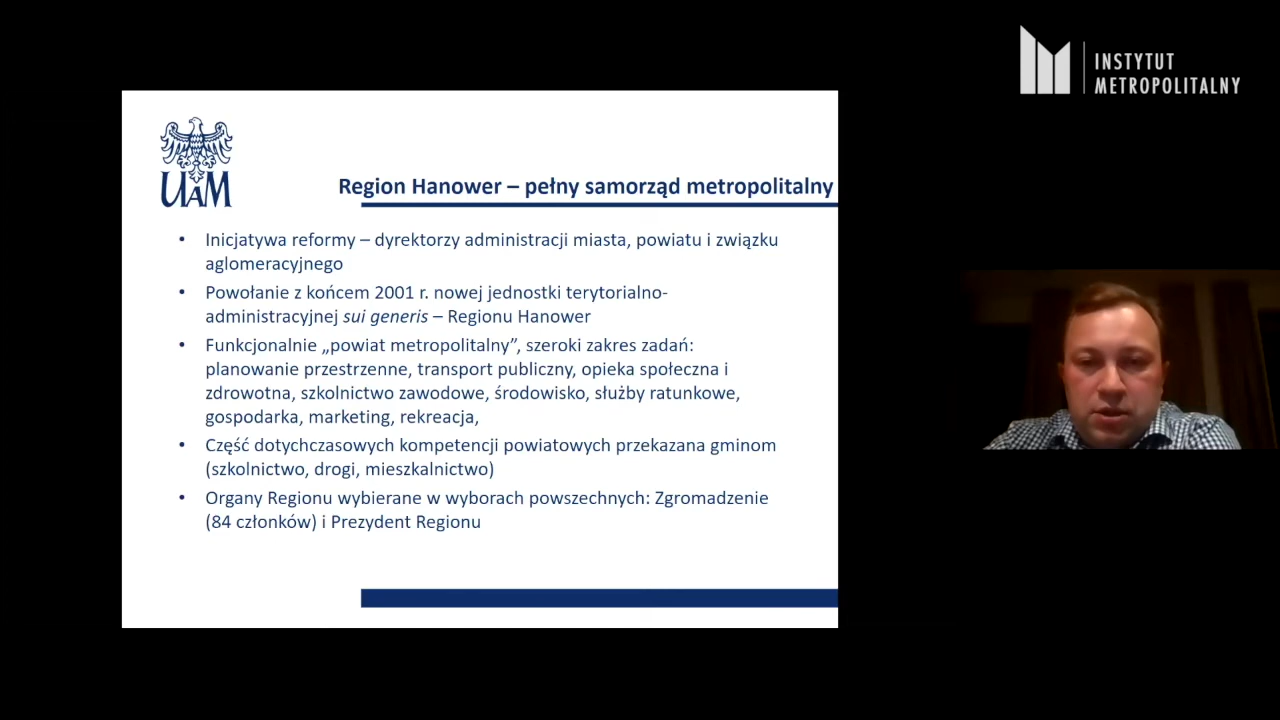 INSTYTUT
METROPOLITALNY
UAM
Region Hanower – pełny samorząd metropolitalny
• Inicjatywa reformy – dyrektorzy administracji miasta, powiatu i związku
aglomeracyjnego
• Powołanie z końcem 2001 r. nowej jednostki terytorialno-
administracyjnej sui generis – Regionu Hanower
• Funkcjonalnie „powiat metropolitalny”, szeroki zakres zadań:
planowanie przestrzenne, transport publiczny, opieka społeczna i
zdrowotna, szkolnictwo zawodowe, środowisko, służby ratunkowe,
gospodarka, marketing, rekreacja,
• Część dotychczasowych kompetencji powiatowych przekazana gminom
(szkolnictwo, drogi, mieszkalnictwo)
• Organy Regionu wybierane w wyborach powszechnych: Zgromadzenie
(84 członków) i Prezydent Regionu